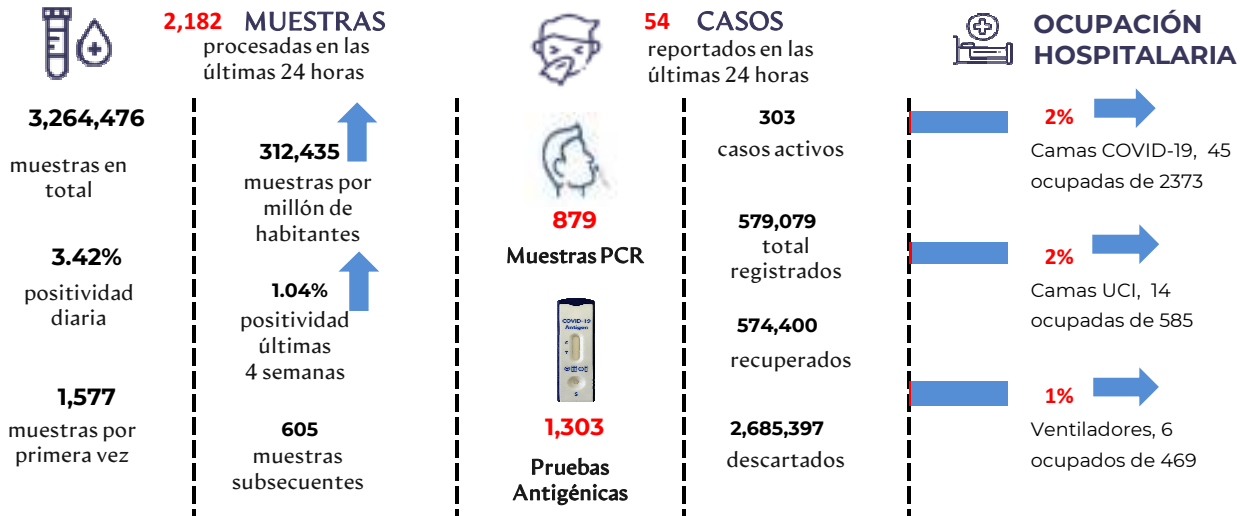 2,182 MUESTRAS
procesadas en las
últimas 24 horas
3,264,476
muestras en
total
3.42%
positividad
diaria
1,577
muestras por
primera vez
312,435
muestras por
millón de
habitantes
1.04%
positividad
últimas
4 semanas
605
muestras
subsecuentes
54 CASOS
reportados en las
últimas 24 horas
879
Muestras PCR
COVID-19
Antigen
C
T
S
1,303
Pruebas
Antigénicas
303
casos activos
579,079
total
registrados
574,400
recuperados
2,685,397
descartados
OCUPACIÓN
HOSPITALARIA
2%
Camas COVID-19, 45
ocupadas de 2373
2%
Camas UCI, 14
ocupadas de 585
1%
Ventiladores, 6
ocupados de 469